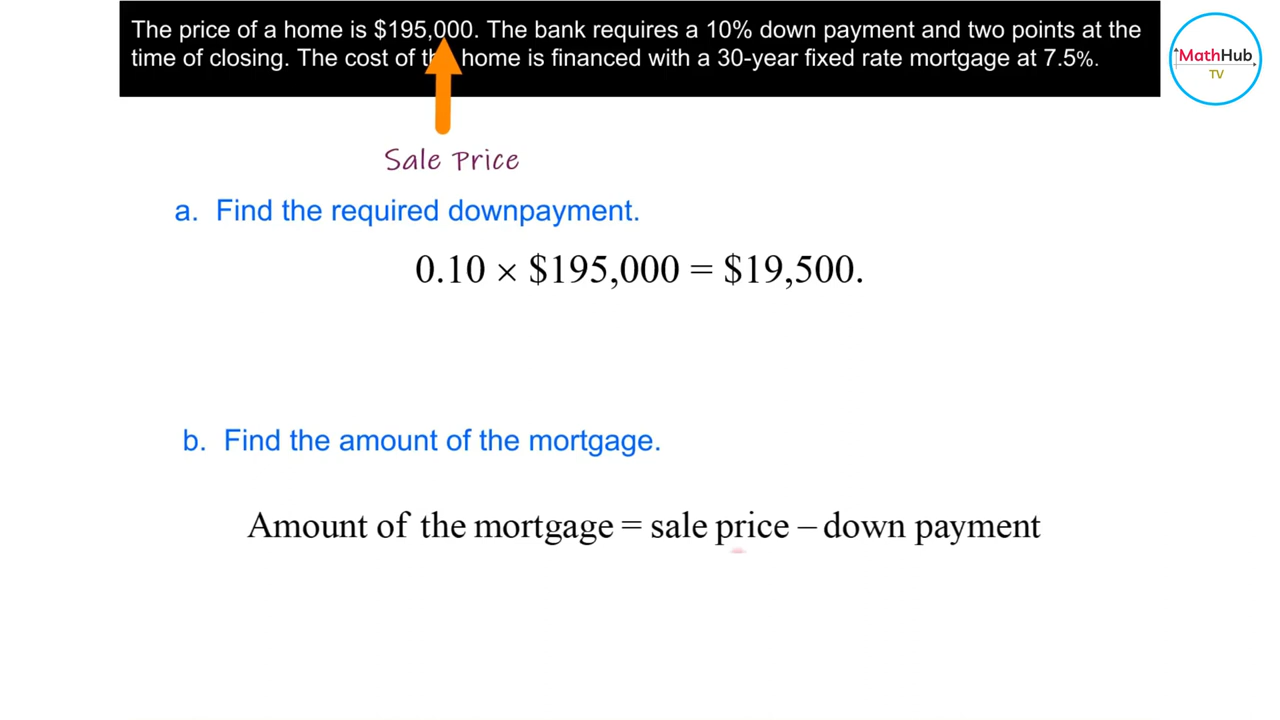 The price of a home is $195,000. The bank requires a 10% down payment and two points at the
time of closing. The cost of th home is financed with a 30-year fixed rate mortgage at 7.5%.
MathHub
TV
Sale Price
a. Find the required downpayment.
0.10 × $195,000 = $19,500.
b. Find the amount of the mortgage.
Amount of the mortgage = sale price – down payment